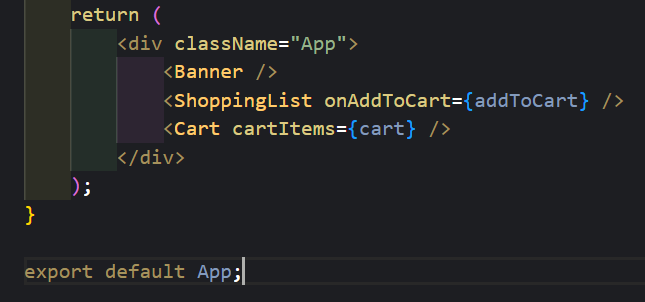 return (
<div className="App">
<Banner />
<ShoppingList onAddToCart={addToCart} />
<Cart cartItems={cart} />
</div>
);
}
export default App;